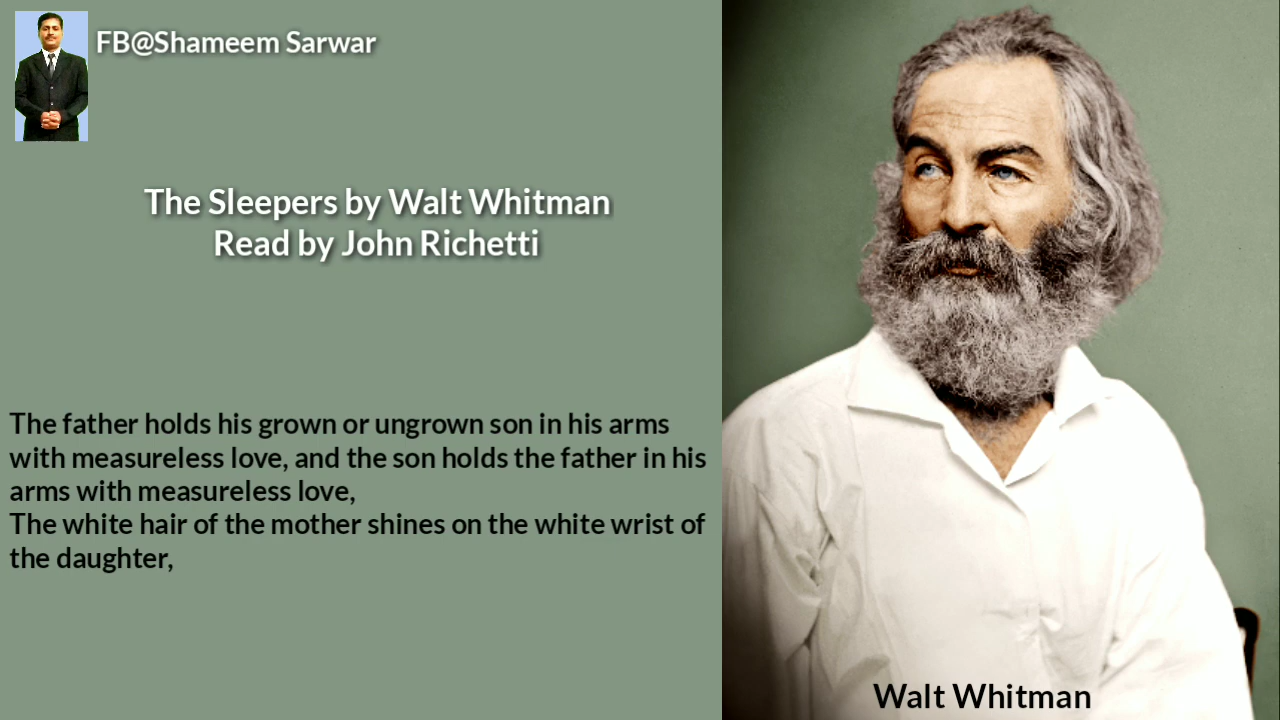 FB@Shameem Sarwar
The Sleepers by Walt Whitman
Read by John Richetti
The father holds his grown or ungrown son in his arms
with measureless love, and the son holds the father in his
arms with measureless love,
The white hair of the mother shines on the white wrist of
the daughter,
Walt Whitman